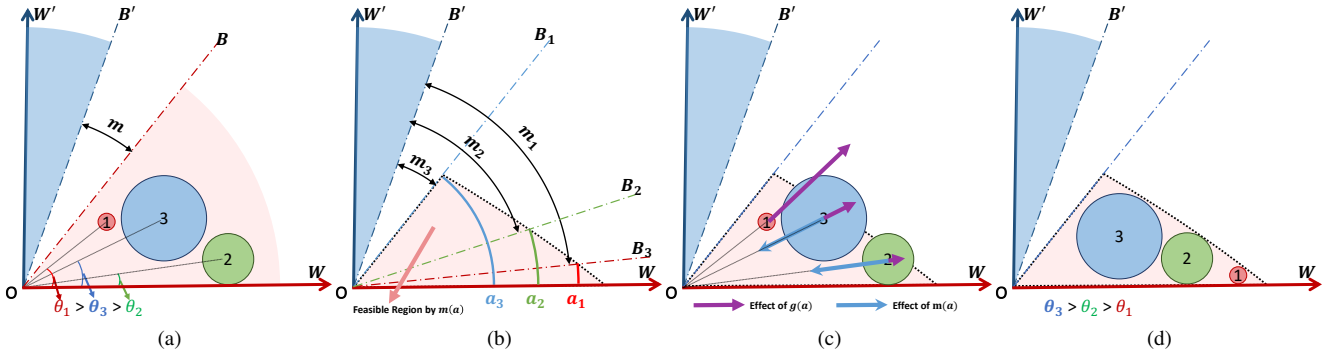 W'
B'
B
m
1
3
2
W
O
θ₁ > θ₃ > θ₂
(a)
W'
B'
B₁
m₁
m₂
m₃
B₂
B₃
W
O
a₃
a₂
a₁
Feasible Region by m(a)
(b)
W'
B'
1
3
2
W
O
Effect of g(a)
Effect of m(a)
(c)
W'
B'
3
2
1
W
O
θ₃ > θ₂ > θ₁
(d)